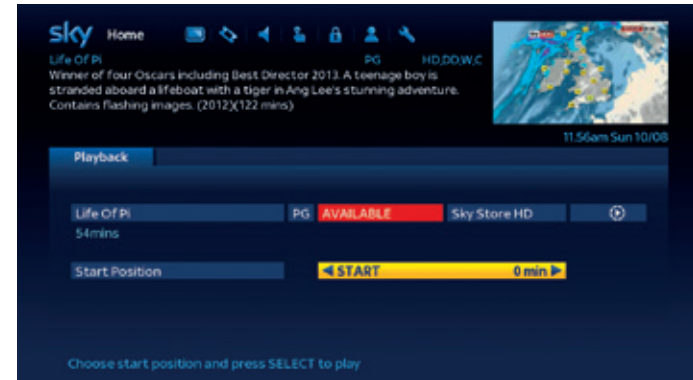 sky Home
Life Of Pi PG HD,DD,W,C
Winner of four Oscars including Best Director 2013. A teenage boy is
stranded aboard a lifeboat with a tiger in Ang Lee's stunning adventure.
Contains flashing images. (2012)(122 mins)
11.56am Sun 10/08
Playback
Life Of Pi PG AVAILABLE Sky Store HD
54mins
Start Position START 0 min
Choose start position and press SELECT to play